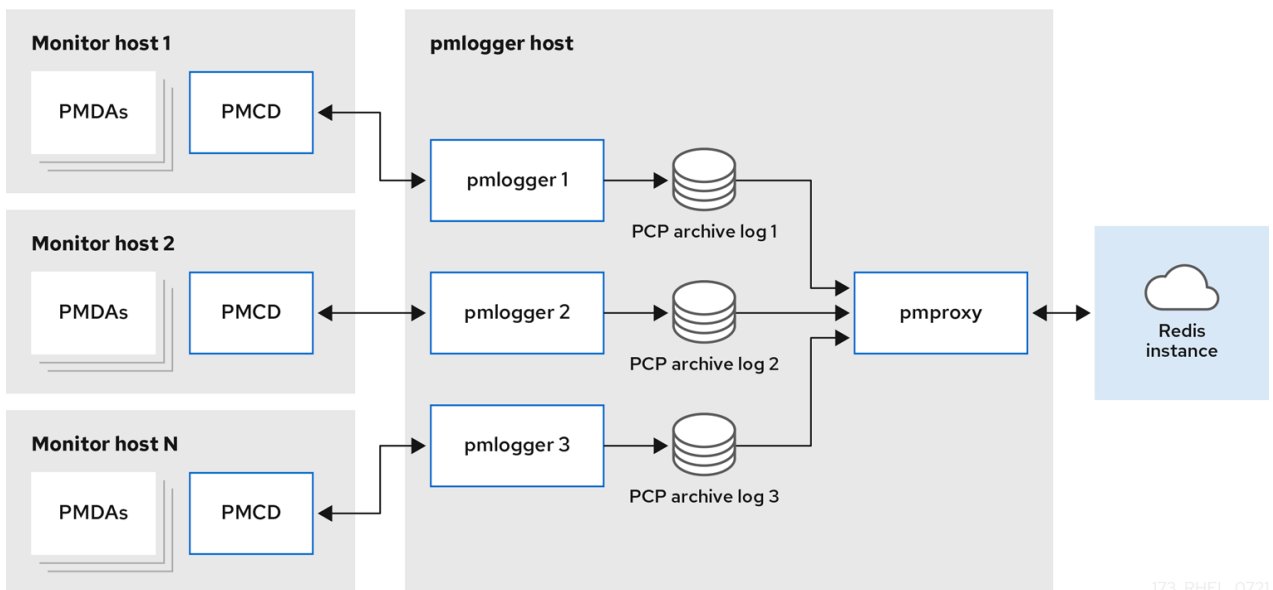 Monitor host 1
PMDAs
PMCD
Monitor host 2
PMDAs
PMCD
Monitor host N
PMDAs
PMCD
pmlogger host
pmlogger 1
PCP archive log 1
pmlogger 2
PCP archive log 2
pmlogger 3
PCP archive log 3
pmproxy
Redis
instance
173_RHEL_0721